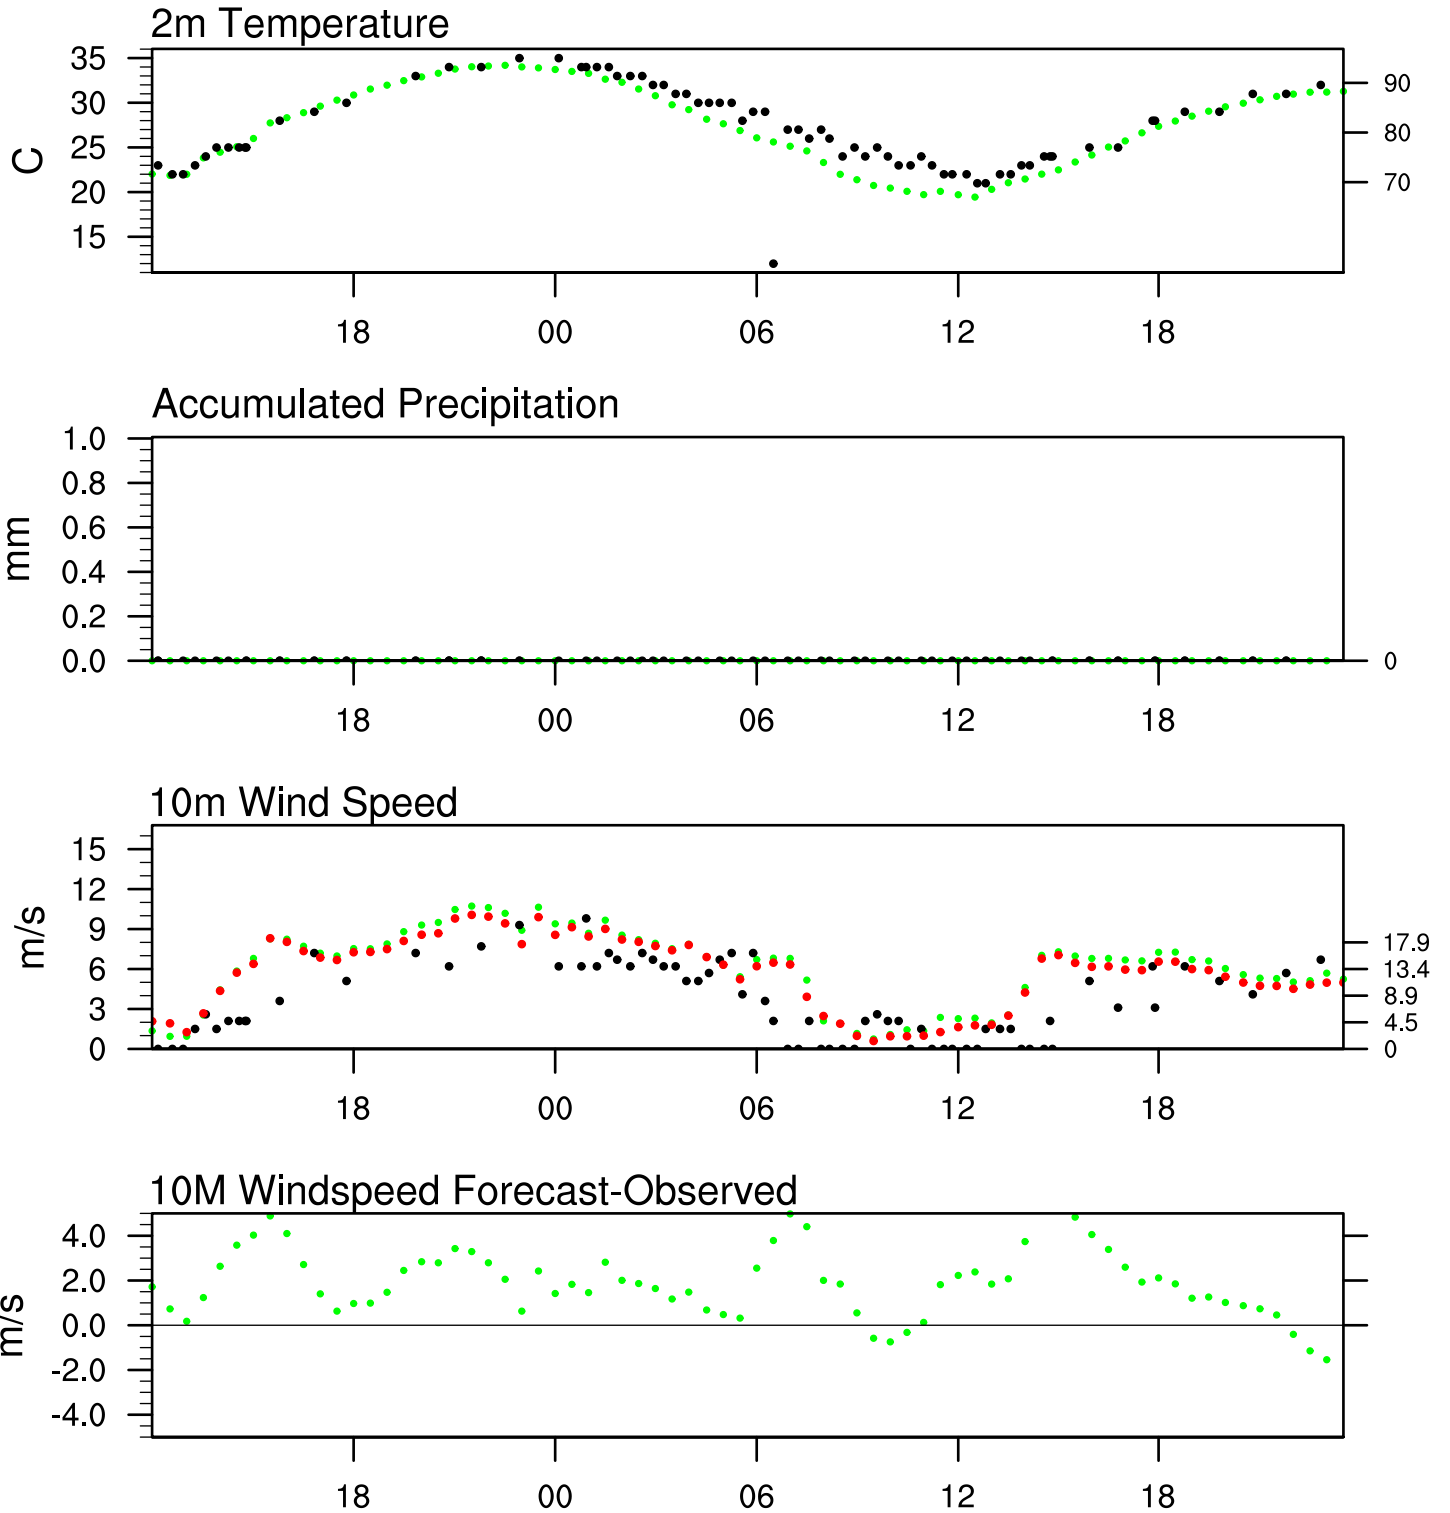 2m Temperature
35
30
25
20
15
C
90
80
70
18 00 06 12 18
Accumulated Precipitation
1.0
0.8
0.6
0.4
0.2
0.0
mm
0
18 00 06 12 18
10m Wind Speed
15
12
9
6
3
0
m/s
17.9
13.4
8.9
4.5
0
18 00 06 12 18
10M Windspeed Forecast-Observed
4.0
2.0
0.0
-2.0
-4.0
m/s
18 00 06 12 18